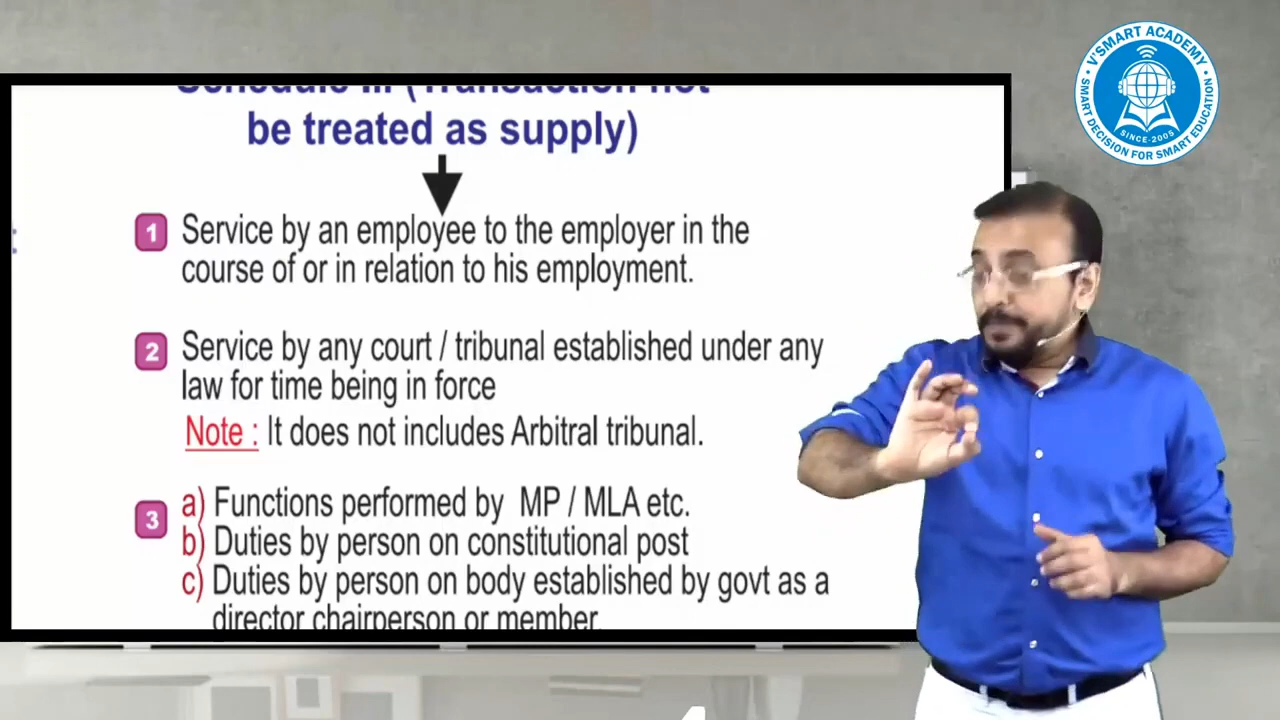 Schedule III (Transaction not
be treated as supply)
1 Service by an employee to the employer in the
course of or in relation to his employment.
2 Service by any court / tribunal established under any
law for time being in force
Note : It does not includes Arbitral tribunal.
3 a) Functions performed by MP / MLA etc.
b) Duties by person on constitutional post
c) Duties by person on body established by govt as a
director chairperson or member
V'SMART ACADEMY
SINCE-2005
SMART DECISION FOR SMART EDUCATION